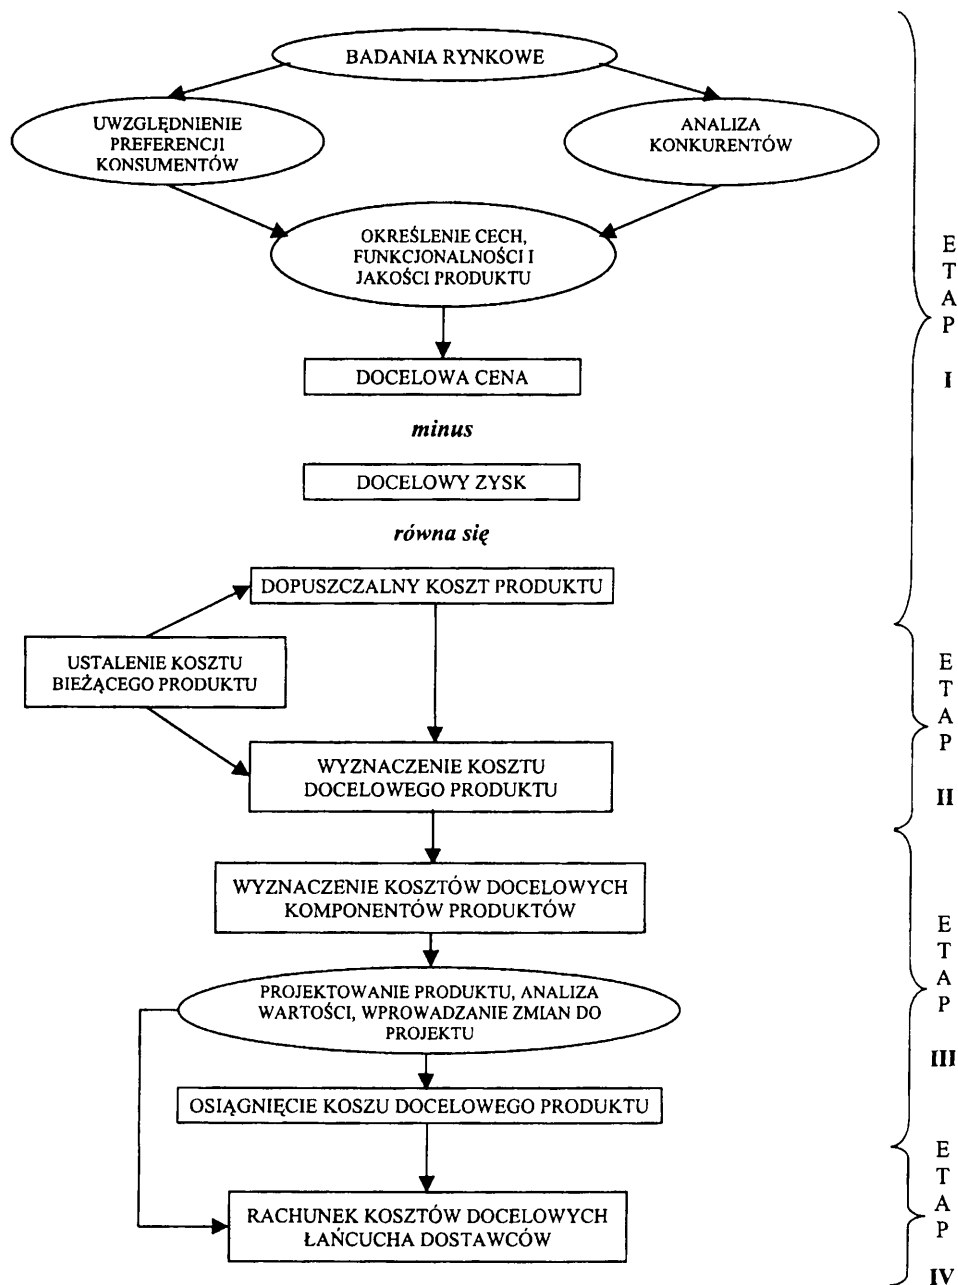 BADANIA RYNKOWE
UWZGLĘDNIENIE
PREFERENCJI
KONSUMENTÓW
ANALIZA
KONKURENTÓW
OKREŚLENIE CECH,
FUNKCJONALNOŚCI I
JAKOŚCI PRODUKTU
DOCELOWA CENA
minus
DOCELOWY ZYSK
równa się
DOPUSZCZALNY KOSZT PRODUKTU
USTALENIE KOSZTU
BIEŻĄCEGO PRODUKTU
WYZNACZENIE KOSZTU
DOCELOWEGO PRODUKTU
WYZNACZENIE KOSZTÓW DOCELOWYCH
KOMPONENTÓW PRODUKTÓW
PROJEKTOWANIE PRODUKTU, ANALIZA
WARTOŚCI, WPROWADZANIE ZMIAN DO
PROJEKTU
OSIĄGNIĘCIE KOSZU DOCELOWEGO PRODUKTU
RACHUNEK KOSZTÓW DOCELOWYCH
ŁAŃCUCHA DOSTAWCÓW
E
T
A
P
I
E
T
A
P
II
E
T
A
P
III
E
T
A
P
IV